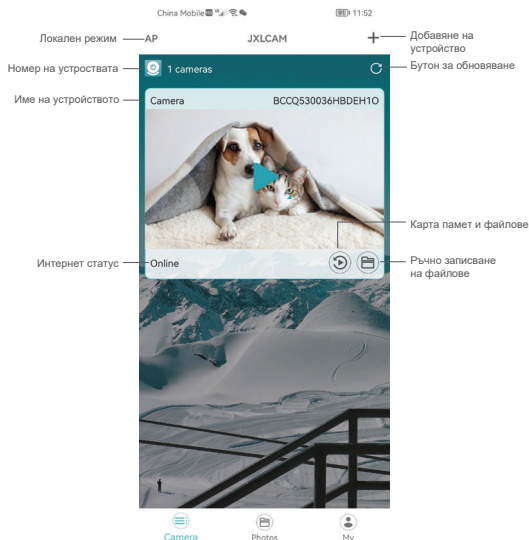 China Mobile 11:52
Локален режим
AP
JXLCAM
Добавяне на
устройство
Номер на устроствата
1 cameras
Бутон за обновяване
Име на устройството
Camera
BCCQ530036HBDEH1O
Карта памет и файлове
Интернет статус
Online
Ръчно записване
на файлове
Camera
Photos
My